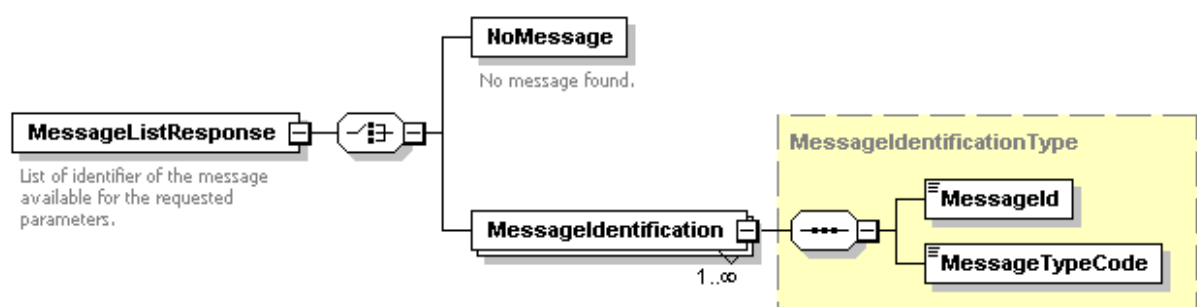 NoMessage
No message found.
MessageListResponse
List of identifier of the message
available for the requested
parameters.
MessageIdentificationType
MessageId
MessageIdentification
1..∞
MessageTypeCode